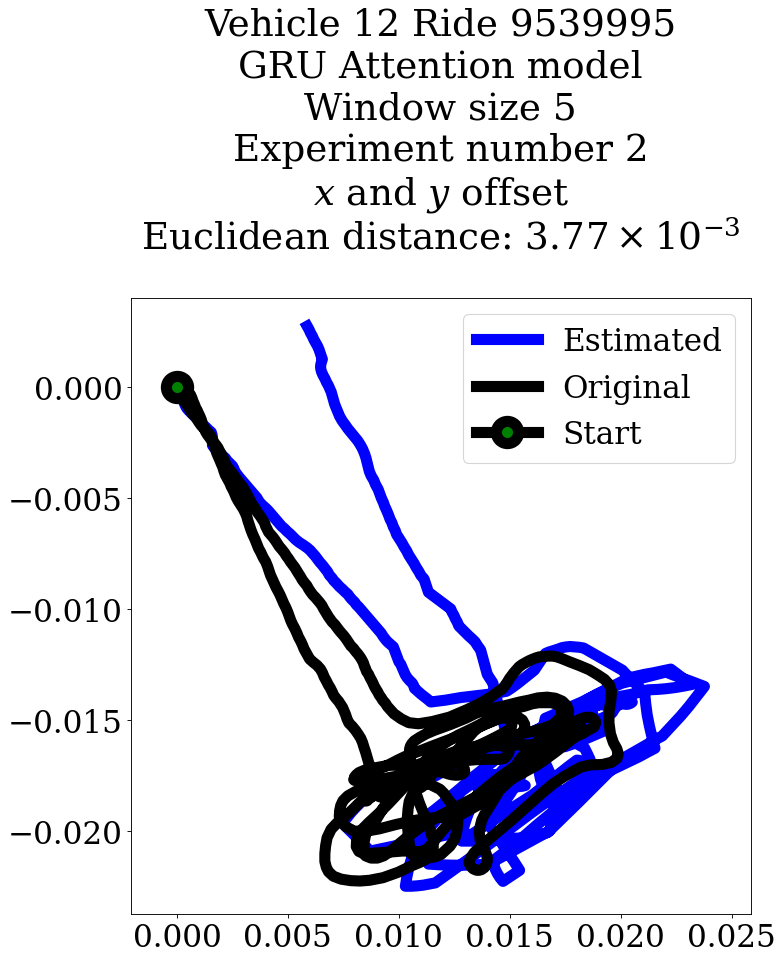 Vehicle 12 Ride 9539995
GRU Attention model
Window size 5
Experiment number 2
x and y offset
Euclidean distance: 3.77 × 10⁻³
Estimated
Original
Start
0.000
−0.005
−0.010
−0.015
−0.020
0.000 0.005 0.010 0.015 0.020 0.025